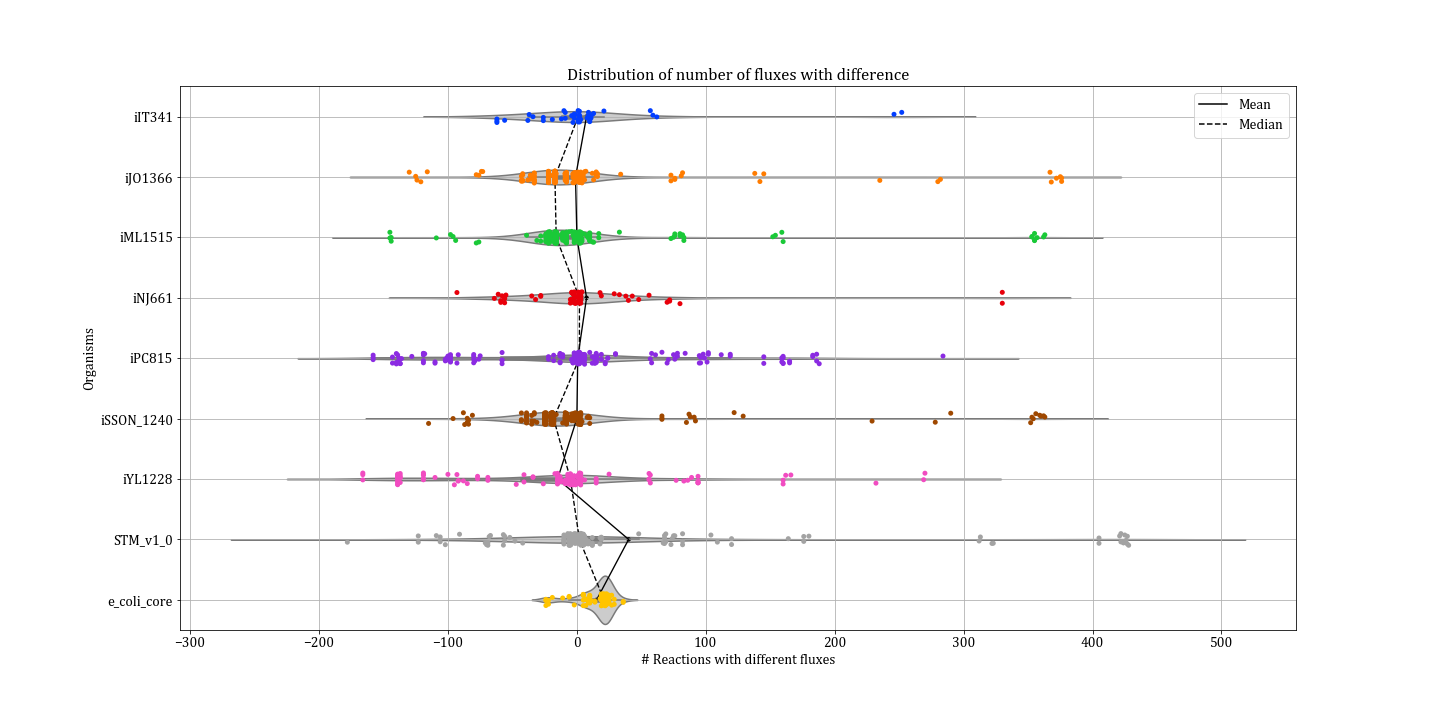 Distribution of number of fluxes with difference
Mean
Median
Organisms
iIT341
iJO1366
iML1515
iNJ661
iPC815
iSSON_1240
iYL1228
STM_v1_0
e_coli_core
−300 −200 −100 0 100 200 300 400 500
# Reactions with different fluxes